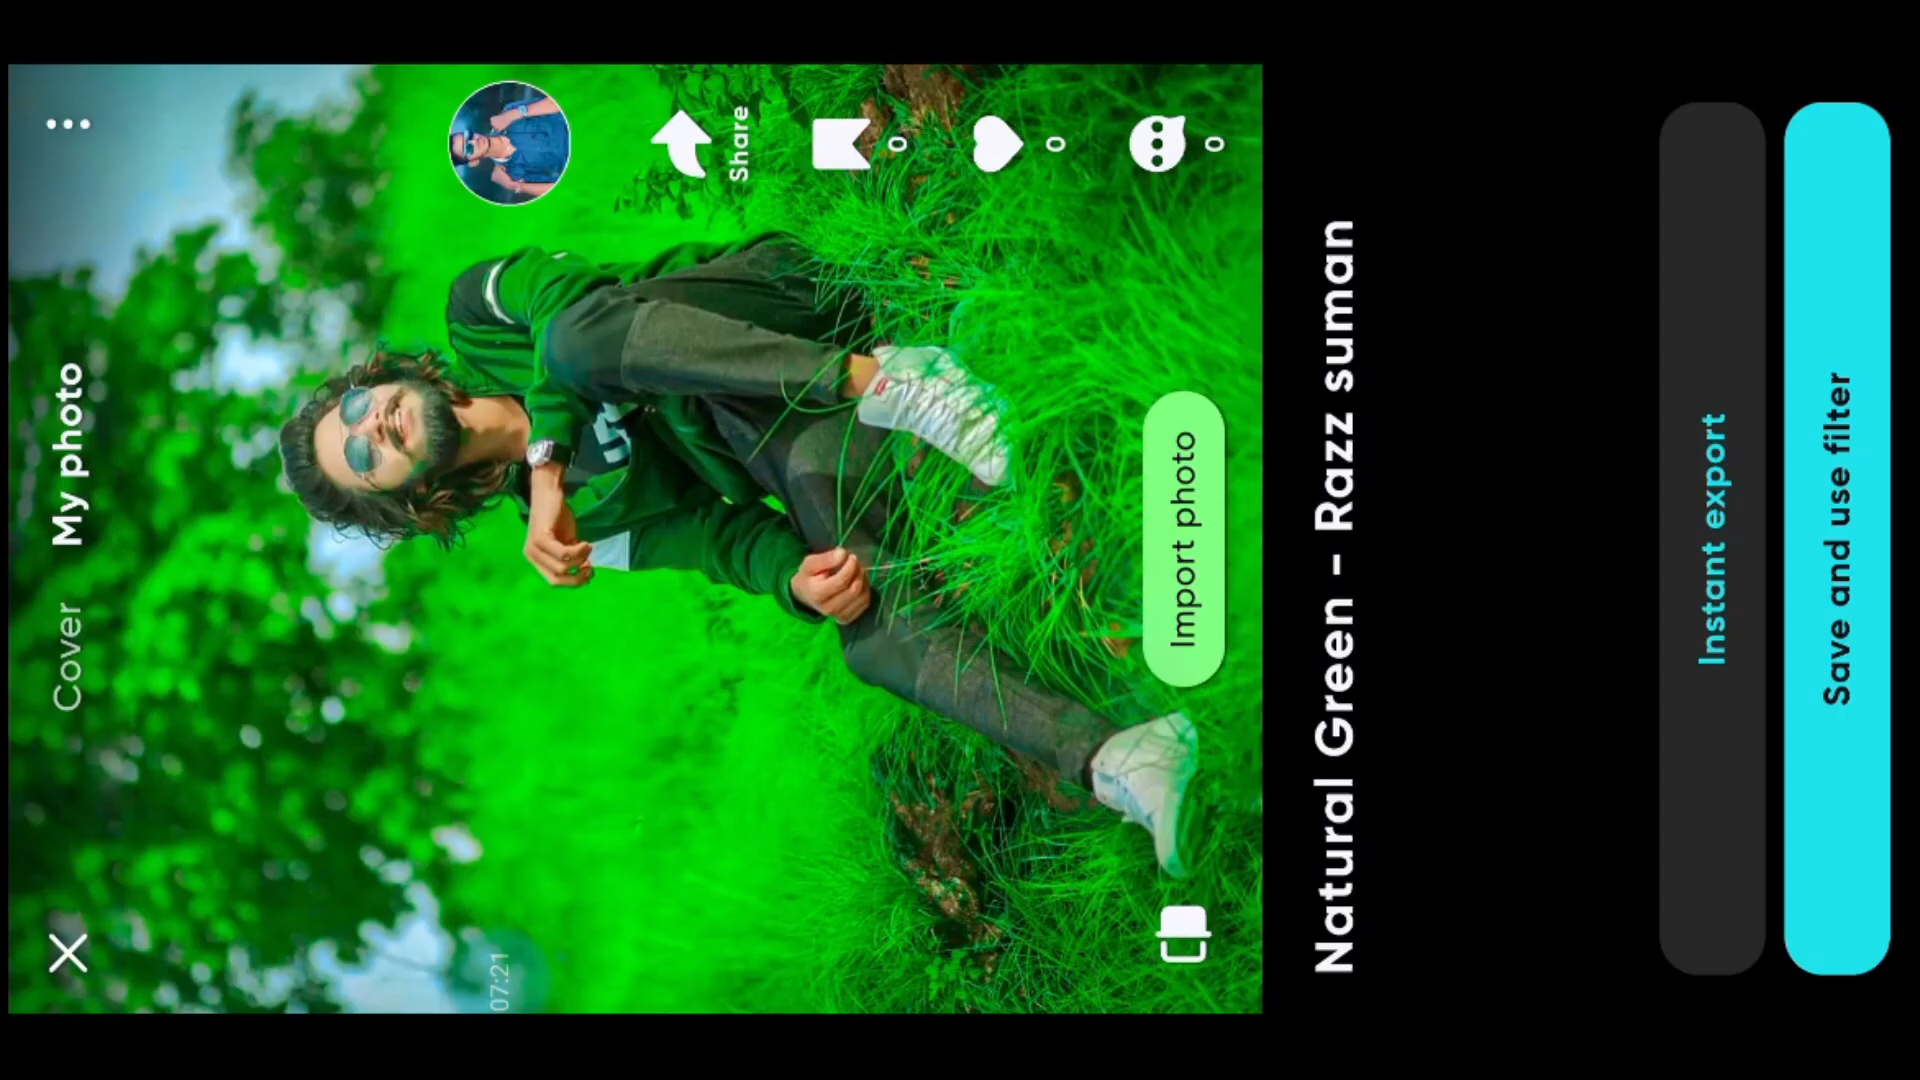 Cover
My photo
Share
0
0
0
07:21
Import photo
Natural Green - Razz suman
Instant export
Save and use filter